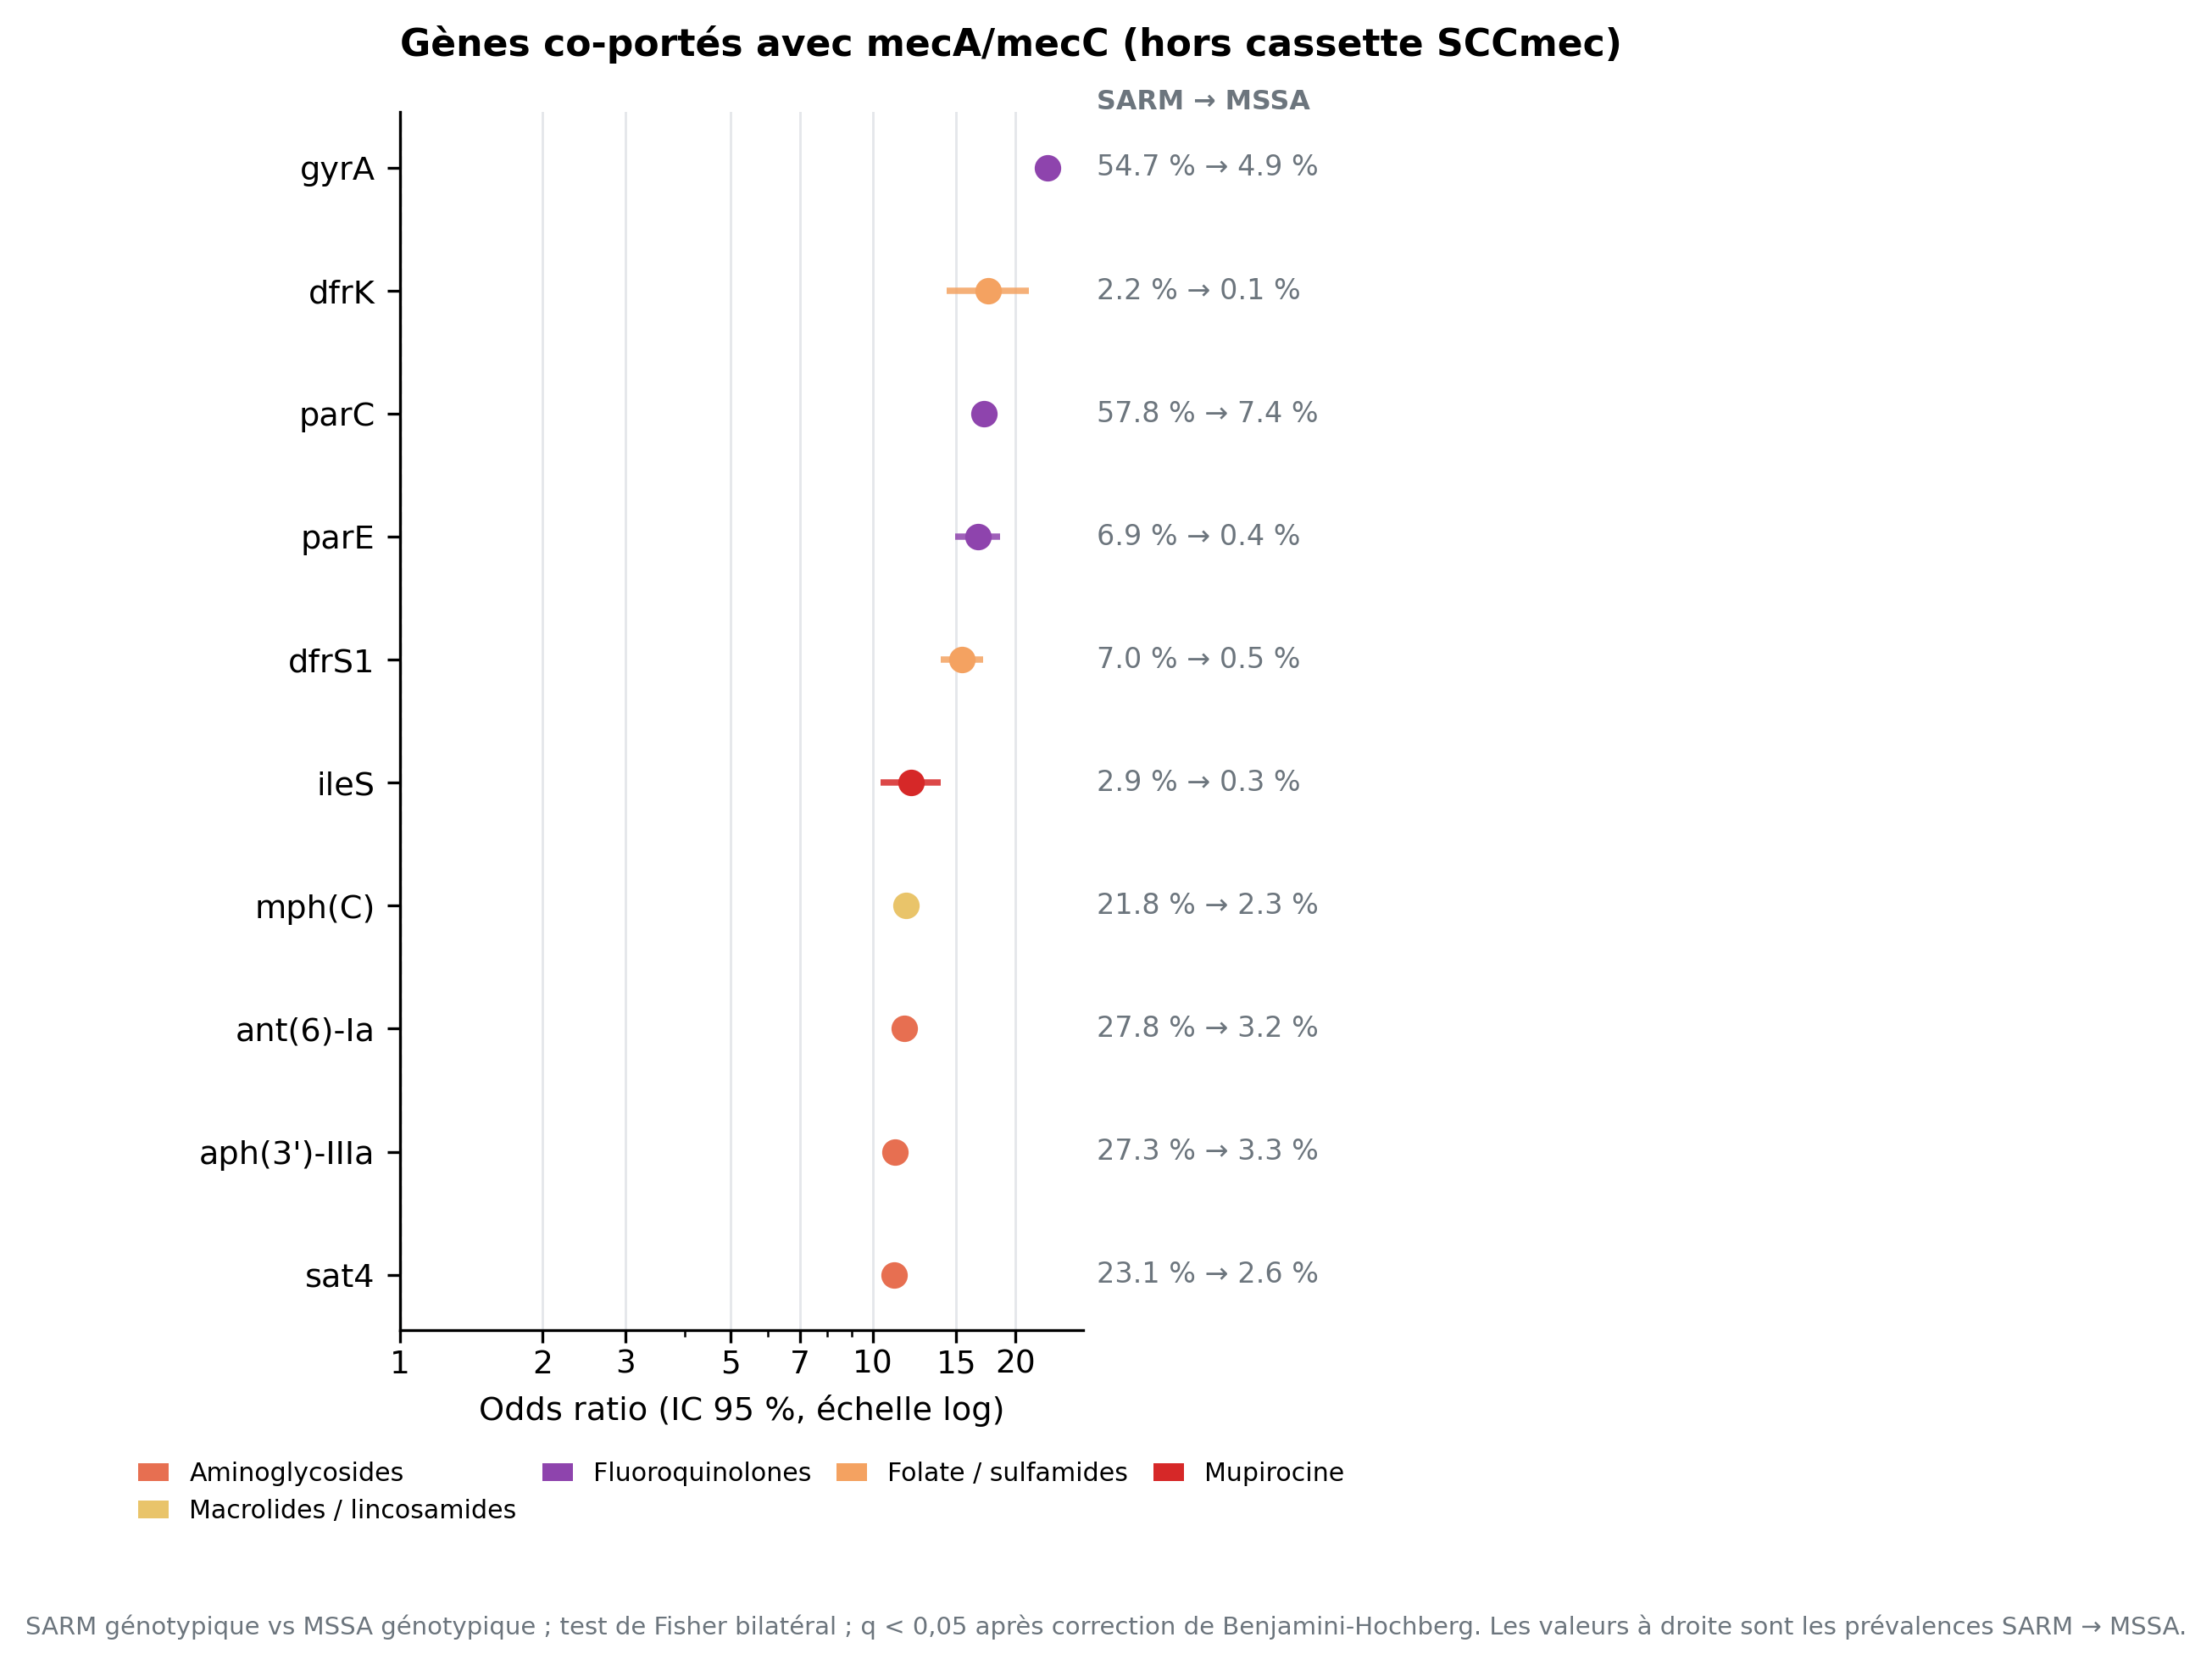 Gènes co-portés avec mecA/mecC (hors cassette SCCmec)
SARM → MSSA
gyrA 54.7 % → 4.9 %
dfrK 2.2 % → 0.1 %
parC 57.8 % → 7.4 %
parE 6.9 % → 0.4 %
dfrS1 7.0 % → 0.5 %
ileS 2.9 % → 0.3 %
mph(C) 21.8 % → 2.3 %
ant(6)-Ia 27.8 % → 3.2 %
aph(3')-IIIa 27.3 % → 3.3 %
sat4 23.1 % → 2.6 %
1 2 3 5 7 10 15 20
Odds ratio (IC 95 %, échelle log)
Aminoglycosides Fluoroquinolones Folate / sulfamides Mupirocine
Macrolides / lincosamides
SARM génotypique vs MSSA génotypique ; test de Fisher bilatéral ; q < 0,05 après correction de Benjamini-Hochberg. Les valeurs à droite sont les prévalences SARM → MSSA.